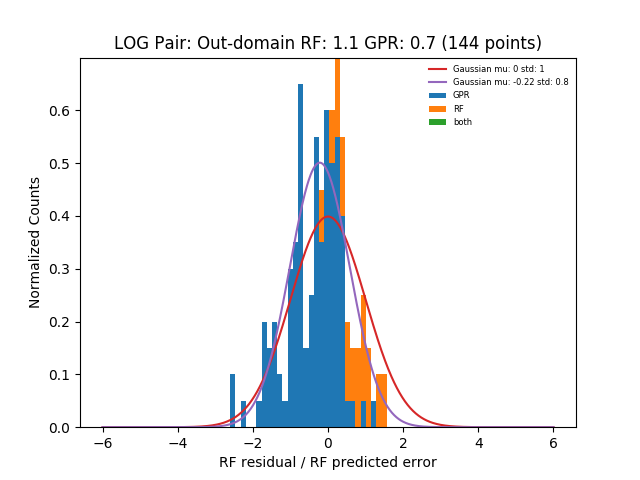 LOG Pair: Out-domain RF: 1.1 GPR: 0.7 (144 points)
Gaussian mu: 0 std: 1
Gaussian mu: -0.22 std: 0.8
GPR
RF
both
Normalized Counts
0.6
0.5
0.4
0.3
0.2
0.1
0.0
−6
−4
−2
0
2
4
6
RF residual / RF predicted error